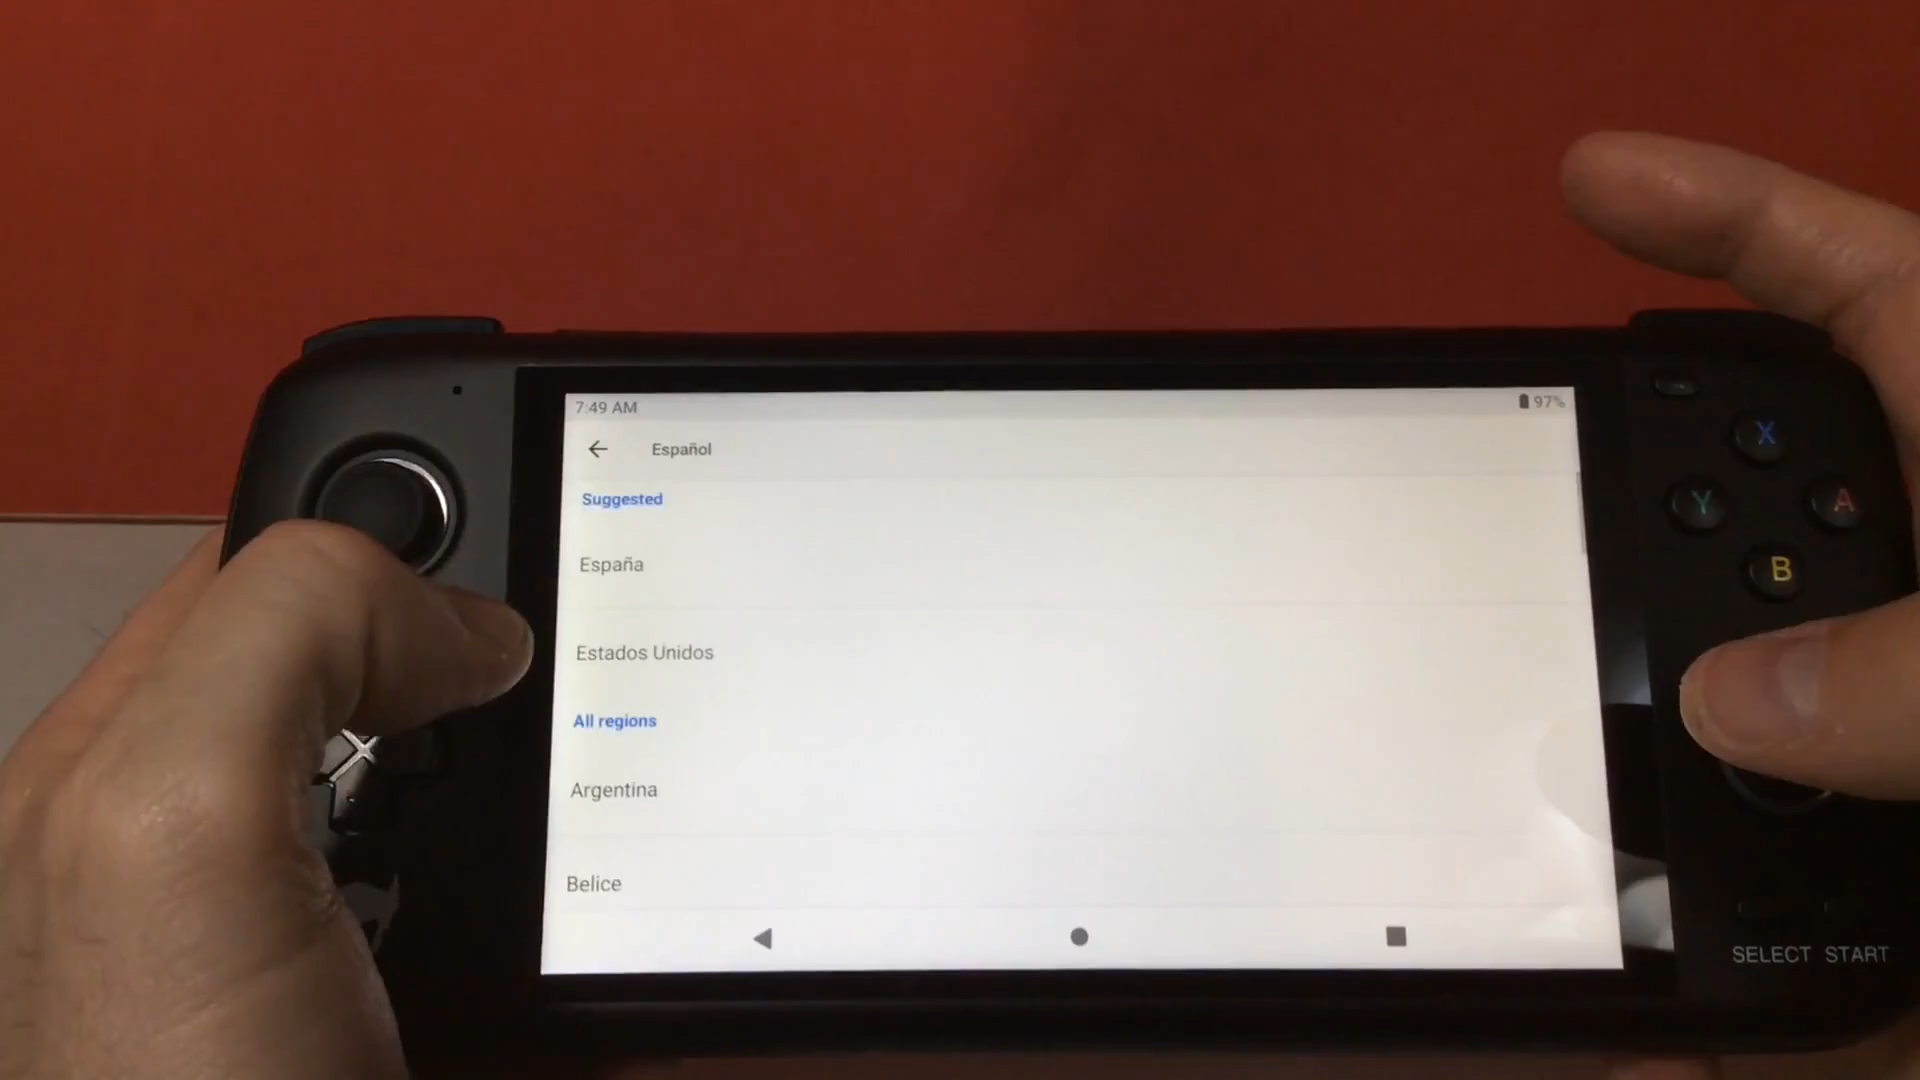 7:49 AM
97%
Español
Suggested
España
Estados Unidos
All regions
Argentina
Belice
X
Y
A
B
SELECT START